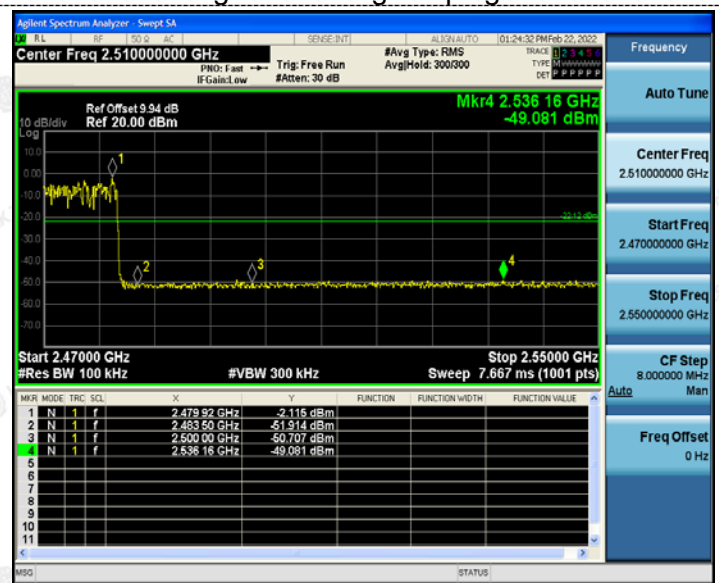 Agilent Spectrum Analyzer - Swept SA
RL RF 50 Ω AC SENSE:INT ALIGN AUTO 01:24:32 PM Feb 22, 2022
Center Freq 2.510000000 GHz
PNO: Fast
IFGain:Low
Trig: Free Run
#Atten: 30 dB
#Avg Type: RMS
Avg|Hold: 300/300
TRACE 1 2 3 4 5 6
TYPE M W W W W W
DET P P P P P P
Ref Offset 9.94 dB
10 dB/div Ref 20.00 dBm
Log
Mkr4 2.536 16 GHz
-49.081 dBm
10.0
0.00
-10.0
-20.0
-30.0
-40.0
-50.0
-60.0
-70.0
1
2
3
4
-22.12 dBm
Start 2.47000 GHz Stop 2.55000 GHz
#Res BW 100 kHz #VBW 300 kHz Sweep 7.667 ms (1001 pts)
MKR MODE TRC SCL X Y FUNCTION FUNCTION WIDTH FUNCTION VALUE
1 N 1 f 2.479 92 GHz -2.115 dBm
2 N 1 f 2.483 50 GHz -51.914 dBm
3 N 1 f 2.500 00 GHz -50.707 dBm
4 N 1 f 2.536 16 GHz -49.081 dBm
5
6
7
8
9
10
11
MSG STATUS
Frequency
Auto Tune
Center Freq
2.510000000 GHz
Start Freq
2.470000000 GHz
Stop Freq
2.550000000 GHz
CF Step
8.000000 MHz
Auto Man
Freq Offset
0 Hz